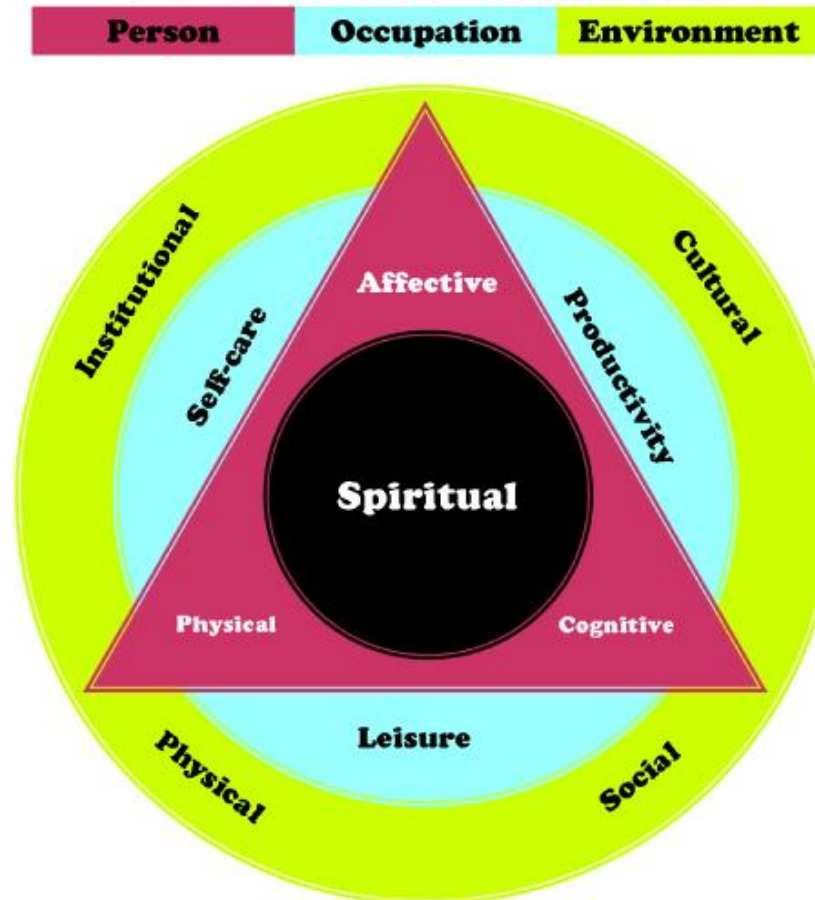 Person Occupation Environment
Institutional
Cultural
Affective
Self-care
Productivity
Spiritual
Physical
Cognitive
Leisure
Physical
Social